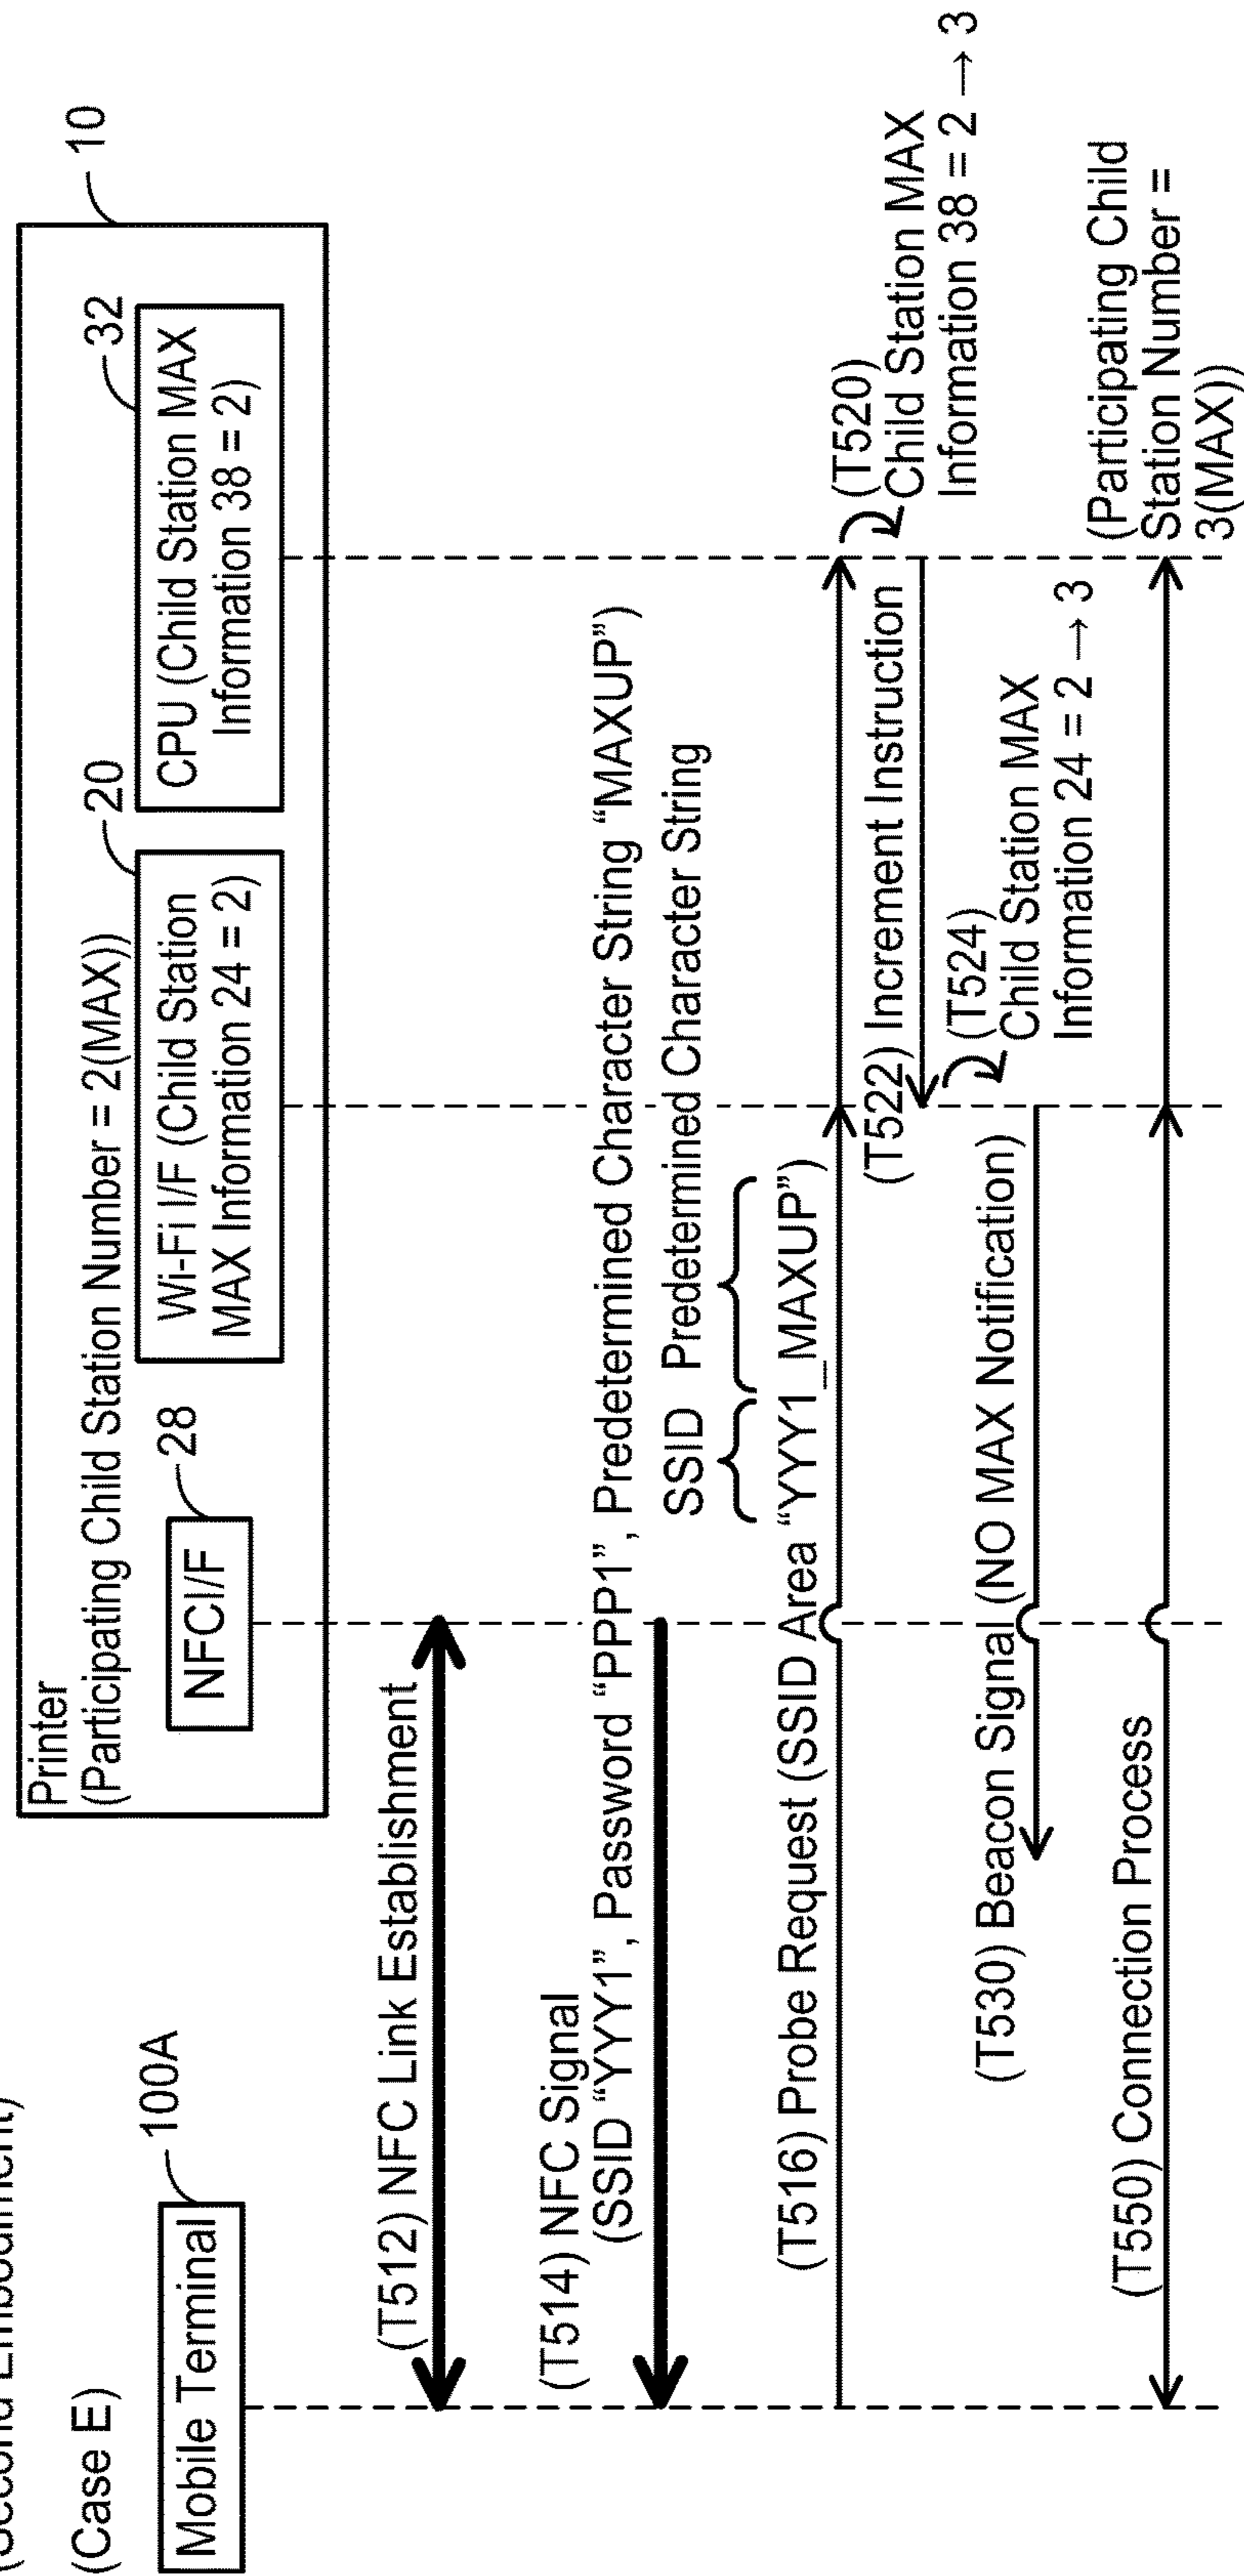 (Second Embodiment)
(Case E)
Mobile Terminal
100A
Printer
(Participating Child Station Number = 2(MAX))
10
NFCI/F
28
Wi-Fi I/F (Child Station
MAX Information 24 = 2)
20
CPU (Child Station MAX
Information 38 = 2)
32
(T512) NFC Link Establishment
(T514) NFC Signal
(SSID “YYY1”, Password “PPP1”, Predetermined Character String “MAXUP”)
SSID Predetermined Character String
(T516) Probe Request (SSID Area “YYY1_MAXUP”)
(T520)
Child Station MAX
Information 38 = 2 → 3
(T522) Increment Instruction
(T524)
Child Station MAX
Information 24 = 2 → 3
(T530) Beacon Signal (NO MAX Notification)
(T550) Connection Process
(Participating Child
Station Number =
3(MAX))